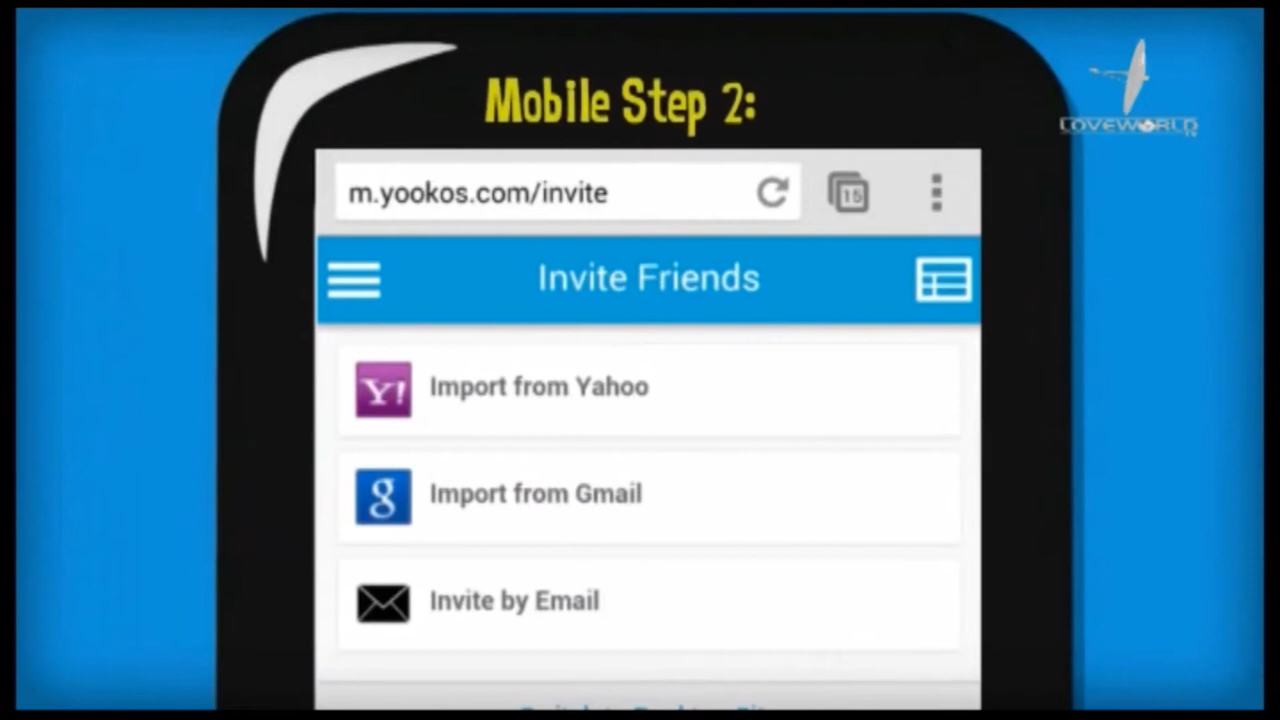 Mobile Step 2:
LOVEWORLD
m.yookos.com/invite
15
Invite Friends
Y!
Import from Yahoo
g
Import from Gmail
Invite by Email